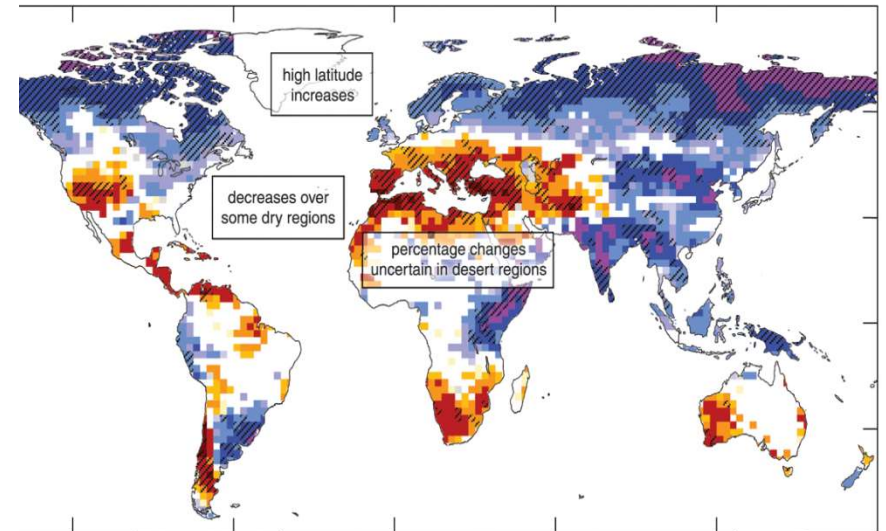 high latitude
increases
decreases over
some dry regions
percentage changes
uncertain in desert regions